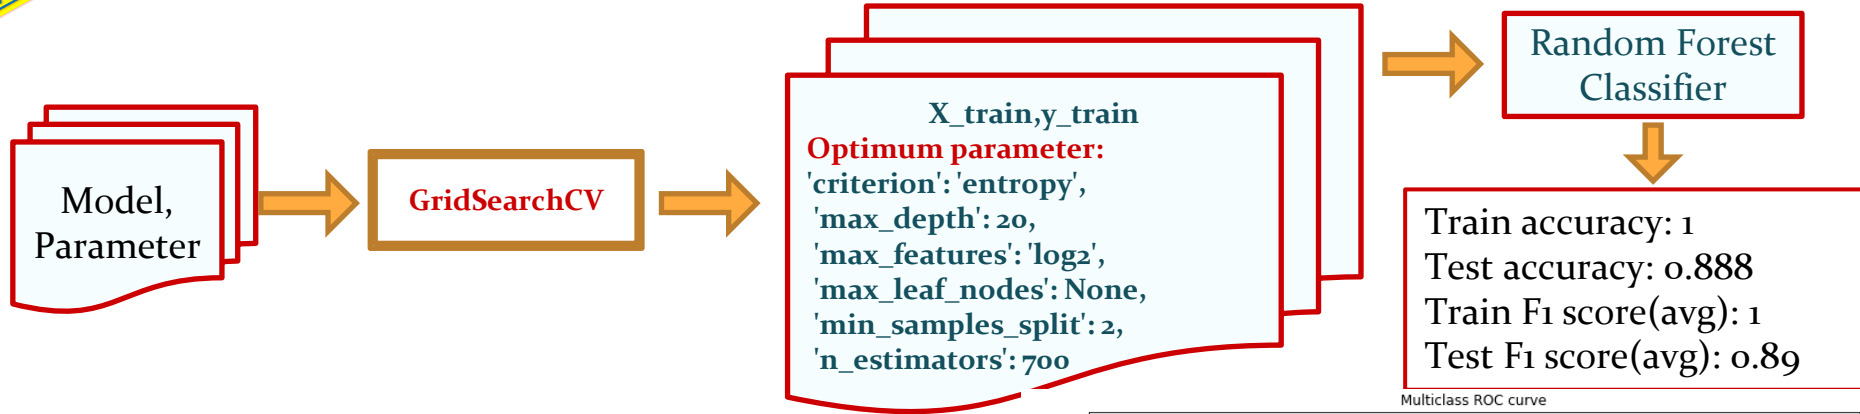 Model,
Parameter
GridSearchCV
X_train,y_train
Optimum parameter:
'criterion': 'entropy',
'max_depth': 20,
'max_features': 'log2',
'max_leaf_nodes': None,
'min_samples_split': 2,
'n_estimators': 700
Random Forest
Classifier
Train accuracy: 1
Test accuracy: 0.888
Train F1 score(avg): 1
Test F1 score(avg): 0.89
Multiclass ROC curve